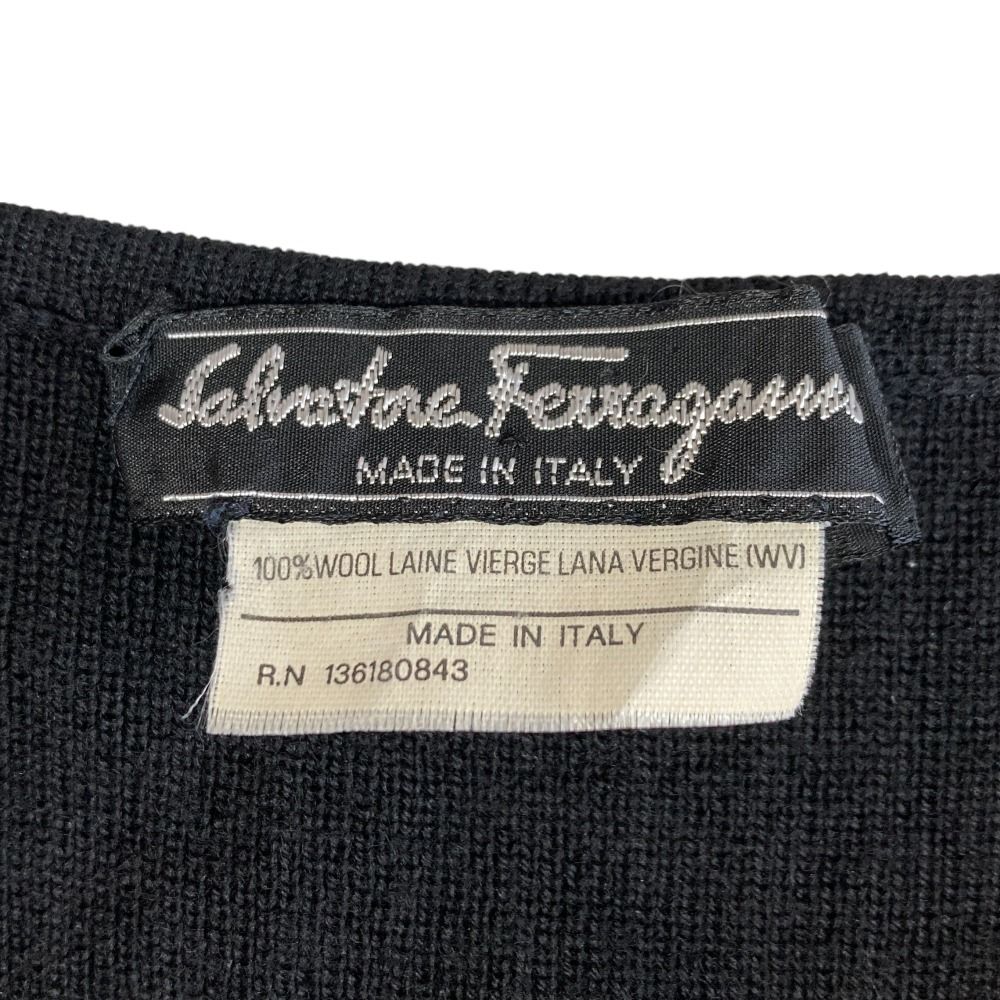 Salvatore Ferragamo
MADE IN ITALY
100% WOOL LAINE VIERGE LANA VERGINE (WV)
MADE IN ITALY
R.N 136180843